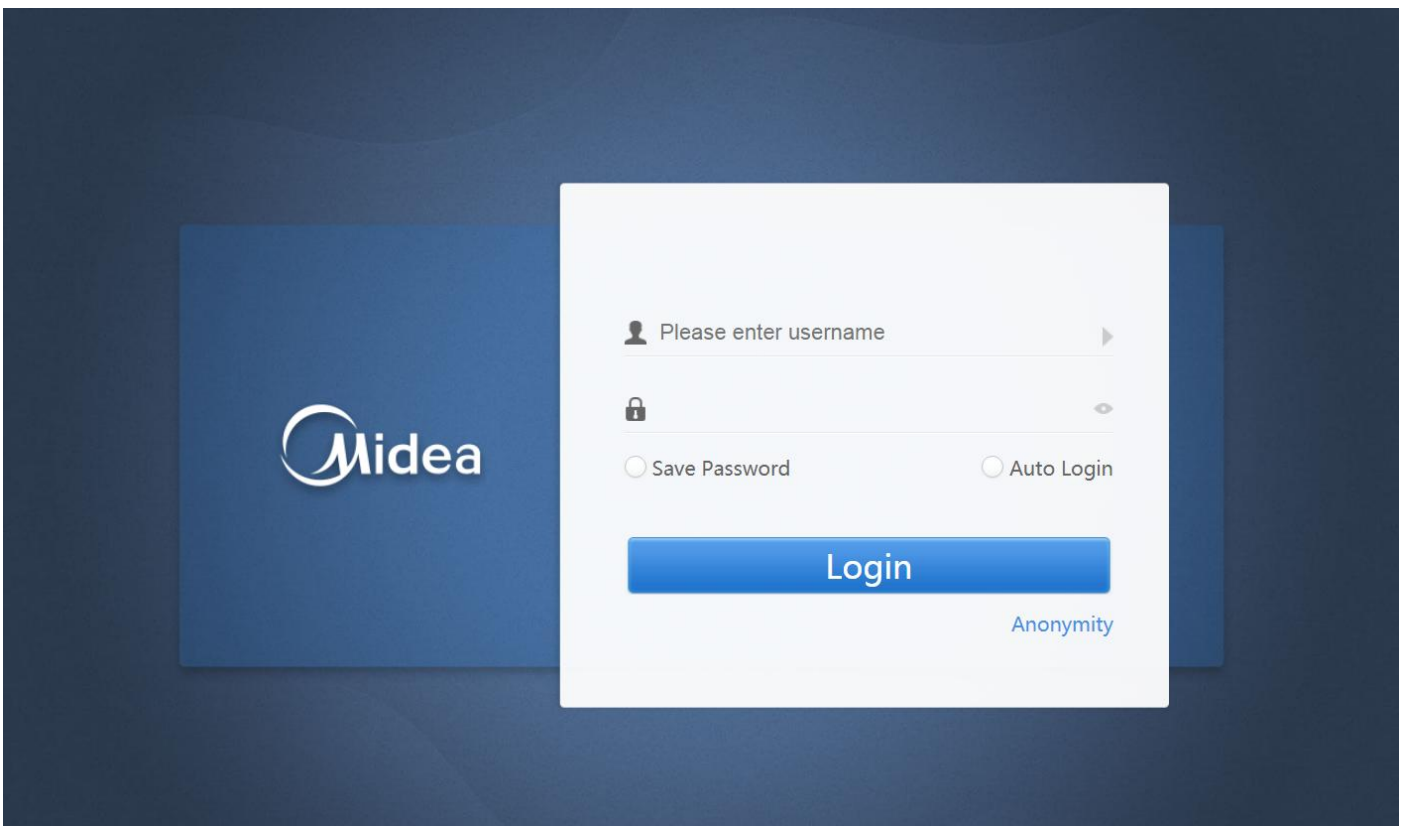 Please enter username
Midea
Save Password
Auto Login
Login
Anonymity